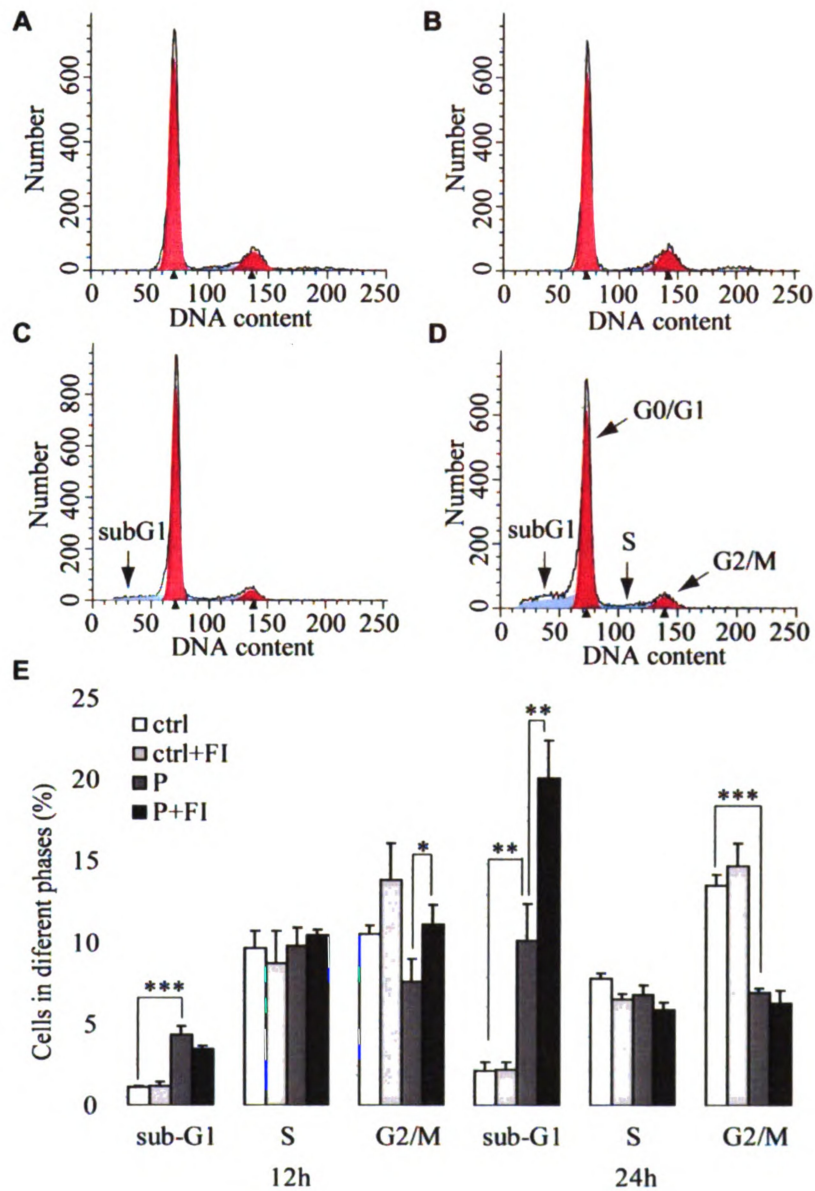 A
Number
600
400
200
0
0 50 100 150 200 250
DNA content
B
Number
600
400
200
0
0 50 100 150 200 250
DNA content
C
Number
800
600
400
200
0
subG1
0 50 100 150 200 250
DNA content
D
Number
600
400
200
0
G0/G1
subG1
S
G2/M
0 50 100 150 200 250
DNA content
E
Cells in diferent phases (%)
25
20
15
10
5
0
ctrl
ctrl+FI
P
P+FI
***
*
**
**
***
sub-G1 S G2/M sub-G1 S G2/M
12h 24h